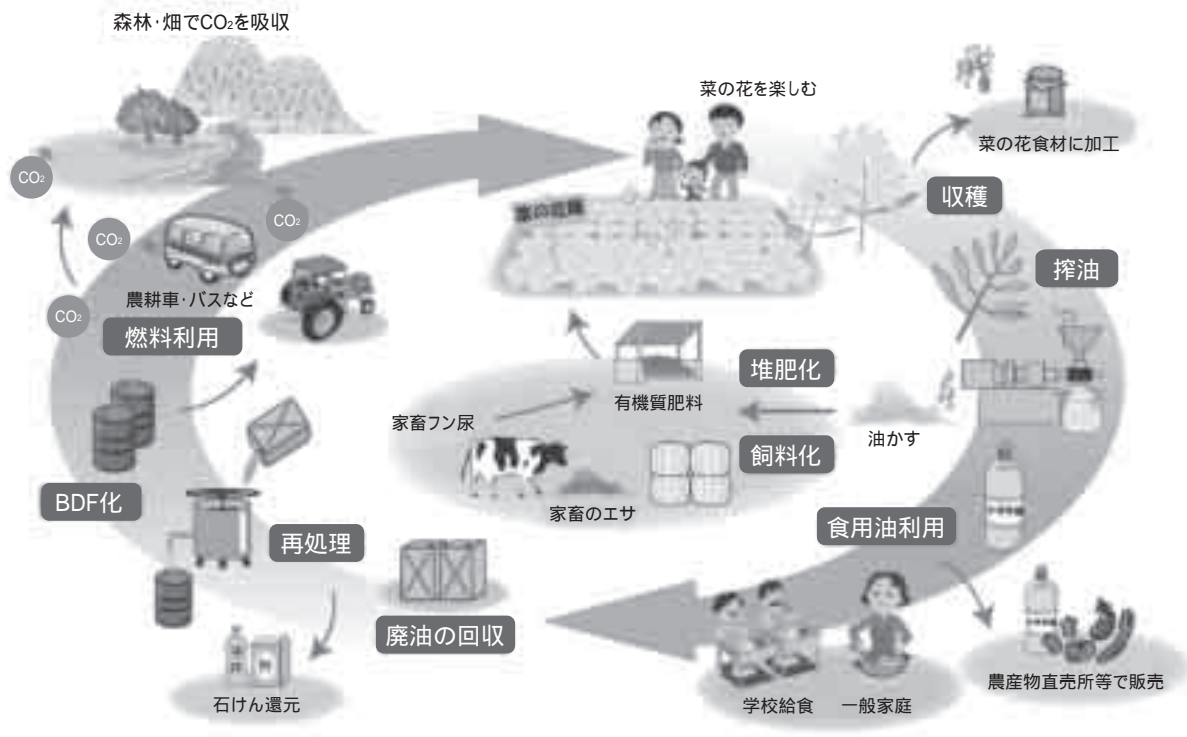 森林・畑でCO₂を吸収
菜の花を楽しむ
菜の花食材に加工
収穫
搾油
CO₂
CO₂
CO₂
CO₂
農耕車・バスなど
燃料利用
堆肥化
有機質肥料
油かす
家畜フン尿
飼料化
家畜のエサ
BDF化
再処理
食用油利用
廃油の回収
石けん還元
学校給食
一般家庭
農産物直売所等で販売